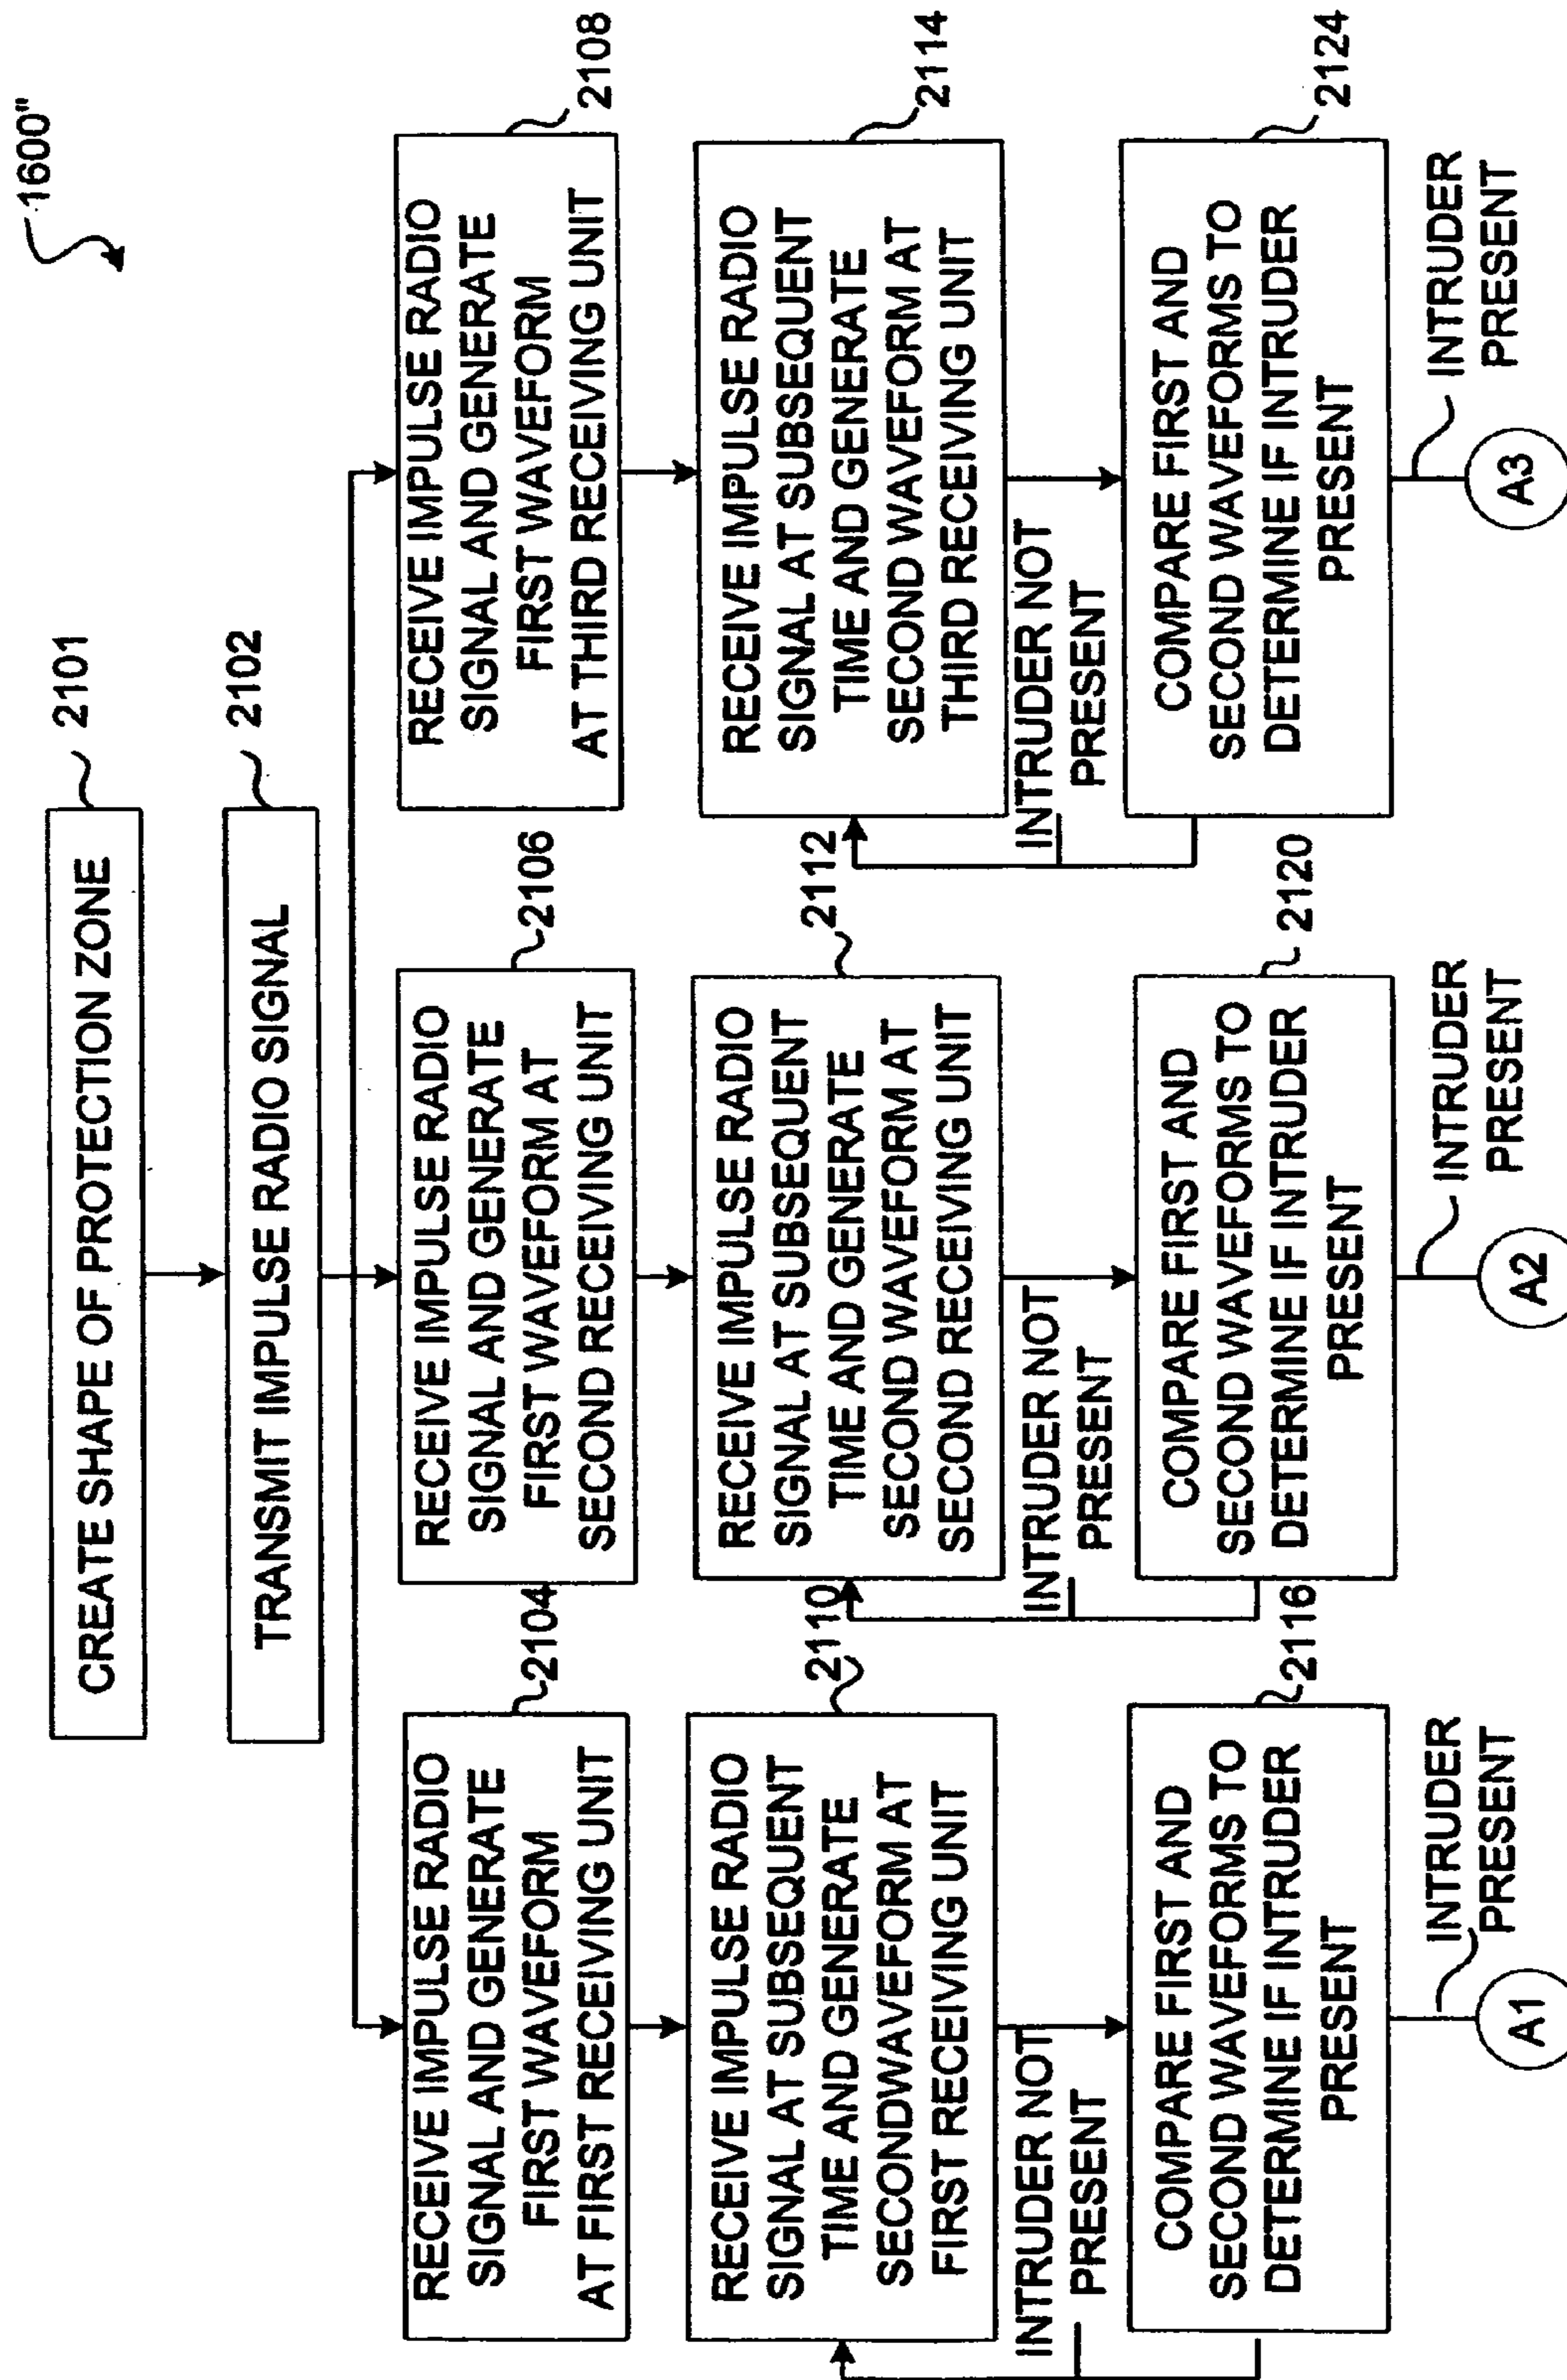 1600"
CREATE SHAPE OF PROTECTION ZONE
2101
TRANSMIT IMPULSE RADIO SIGNAL
2102
RECEIVE IMPULSE RADIO
SIGNAL AND GENERATE
FIRST WAVEFORM
AT FIRST RECEIVING UNIT
2104
RECEIVE IMPULSE RADIO
SIGNAL AND GENERATE
FIRST WAVEFORM AT
SECOND RECEIVING UNIT
2106
RECEIVE IMPULSE RADIO
SIGNAL AND GENERATE
FIRST WAVEFORM
AT THIRD RECEIVING UNIT
2108
RECEIVE IMPULSE RADIO
SIGNAL AT SUBSEQUENT
TIME AND GENERATE
SECONDWAVEFORM AT
FIRST RECEIVING UNIT
2110
RECEIVE IMPULSE RADIO
SIGNAL AT SUBSEQUENT
TIME AND GENERATE
SECOND WAVEFORM AT
SECOND RECEIVING UNIT
2112
RECEIVE IMPULSE RADIO
SIGNAL AT SUBSEQUENT
TIME AND GENERATE
SECOND WAVEFORM AT
THIRD RECEIVING UNIT
2114
INTRUDER NOT
PRESENT
INTRUDER NOT
PRESENT
INTRUDER NOT
PRESENT
COMPARE FIRST AND
SECOND WAVEFORMS TO
DETERMINE IF INTRUDER
PRESENT
2116
COMPARE FIRST AND
SECOND WAVEFORMS TO
DETERMINE IF INTRUDER
PRESENT
2120
COMPARE FIRST AND
SECOND WAVEFORMS TO
DETERMINE IF INTRUDER
PRESENT
2124
INTRUDER
PRESENT
INTRUDER
PRESENT
INTRUDER
PRESENT
A1
A2
A3